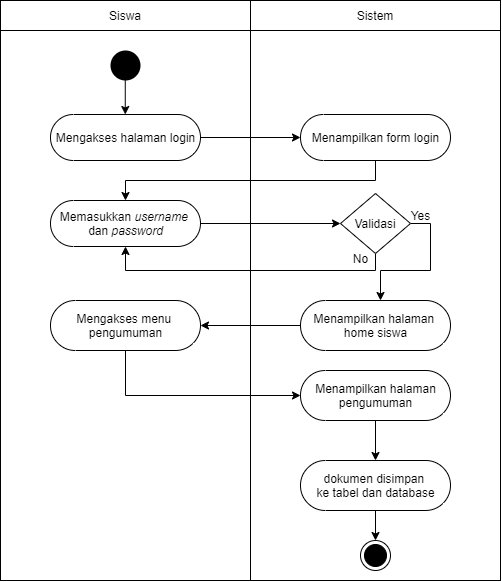 Siswa
Sistem
Mengakses halaman login
Menampilkan form login
Memasukkan username
dan password
Validasi
Yes
No
Menampilkan halaman
home siswa
Mengakses menu
pengumuman
Menampilkan halaman
pengumuman
dokumen disimpan
ke tabel dan database